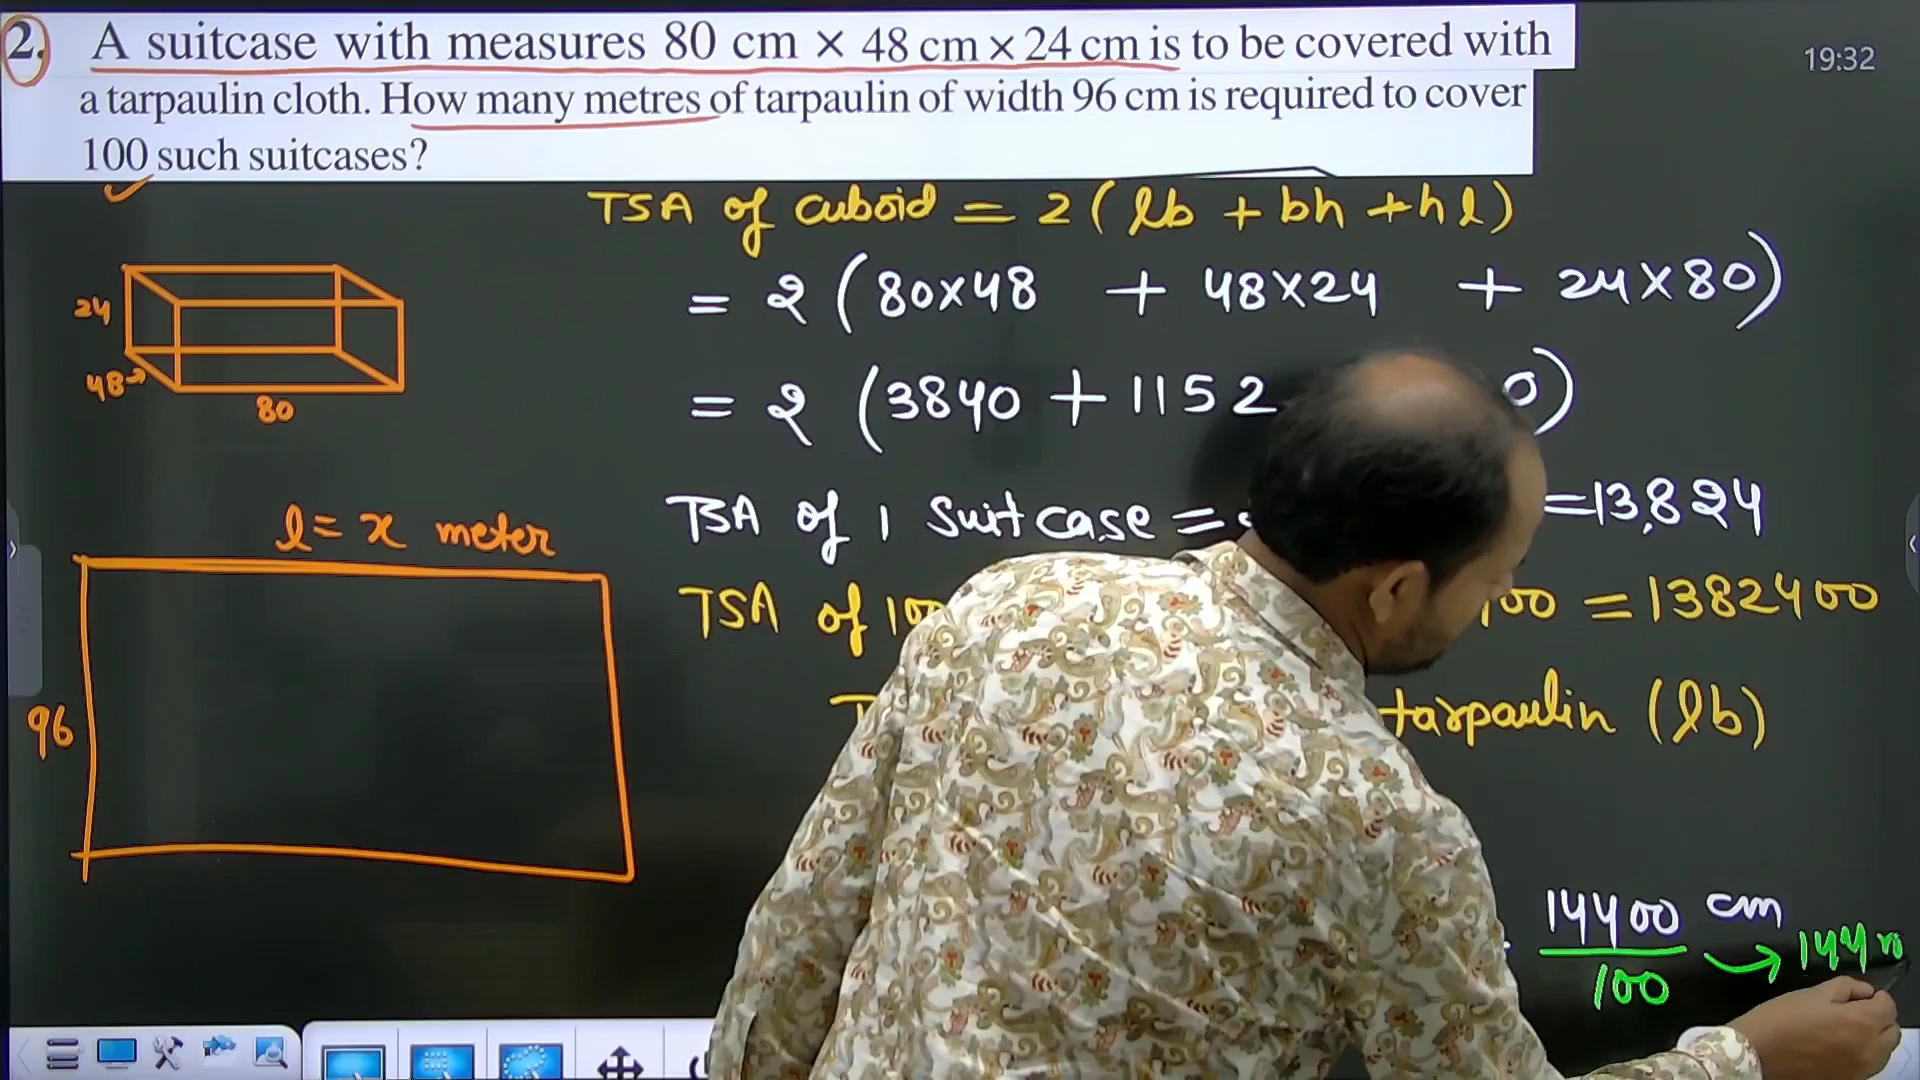 2. A suitcase with measures 80 cm × 48 cm × 24 cm is to be covered with
a tarpaulin cloth. How many metres of tarpaulin of width 96 cm is required to cover
100 such suitcases?
19:32
TSA of cuboid = 2 ( lb + bh + hl )
= 2 ( 80×48 + 48×24 + 24×80 )
= 2 ( 3840 + 1152 0 )
24
48
80
TSA of 1 suitcase = =13,824
TSA of 100 100 = 1382400
l = x meter
96
tarpaulin (lb)
14400 cm
100 → 144